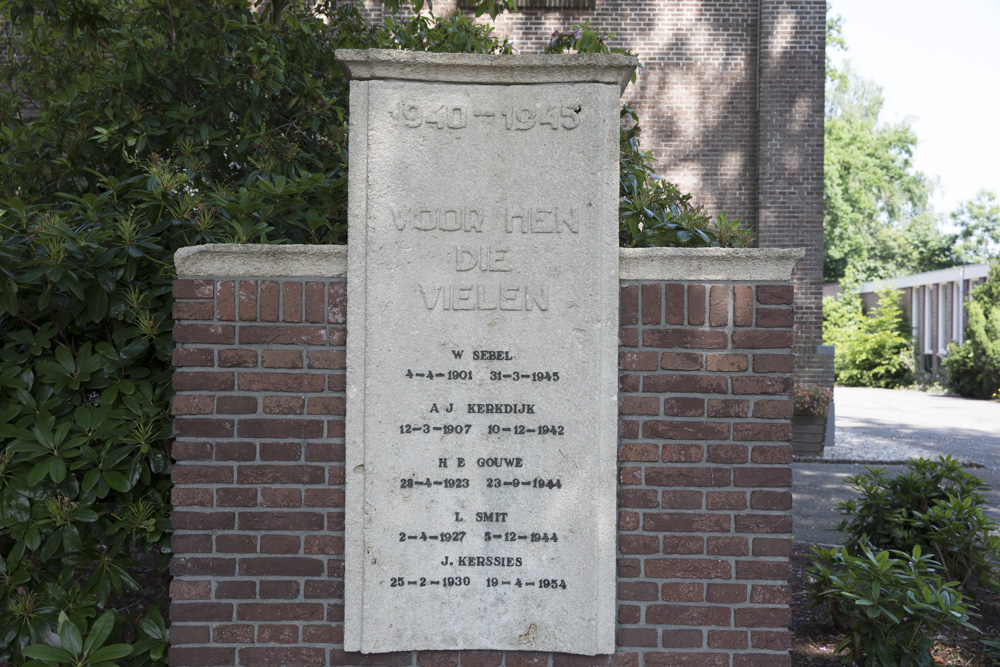 1940-1945
VOOR HEN
DIE
VIELEN
W SEBEL
4-4-1901 31-3-1945
A J KERKDIJK
12-3-1907 10-12-1942
H E GOUWE
28-4-1923 23-9-1944
L SMIT
2-4-1927 5-12-1944
J. KERSSIES
25-2-1930 19-4-1954